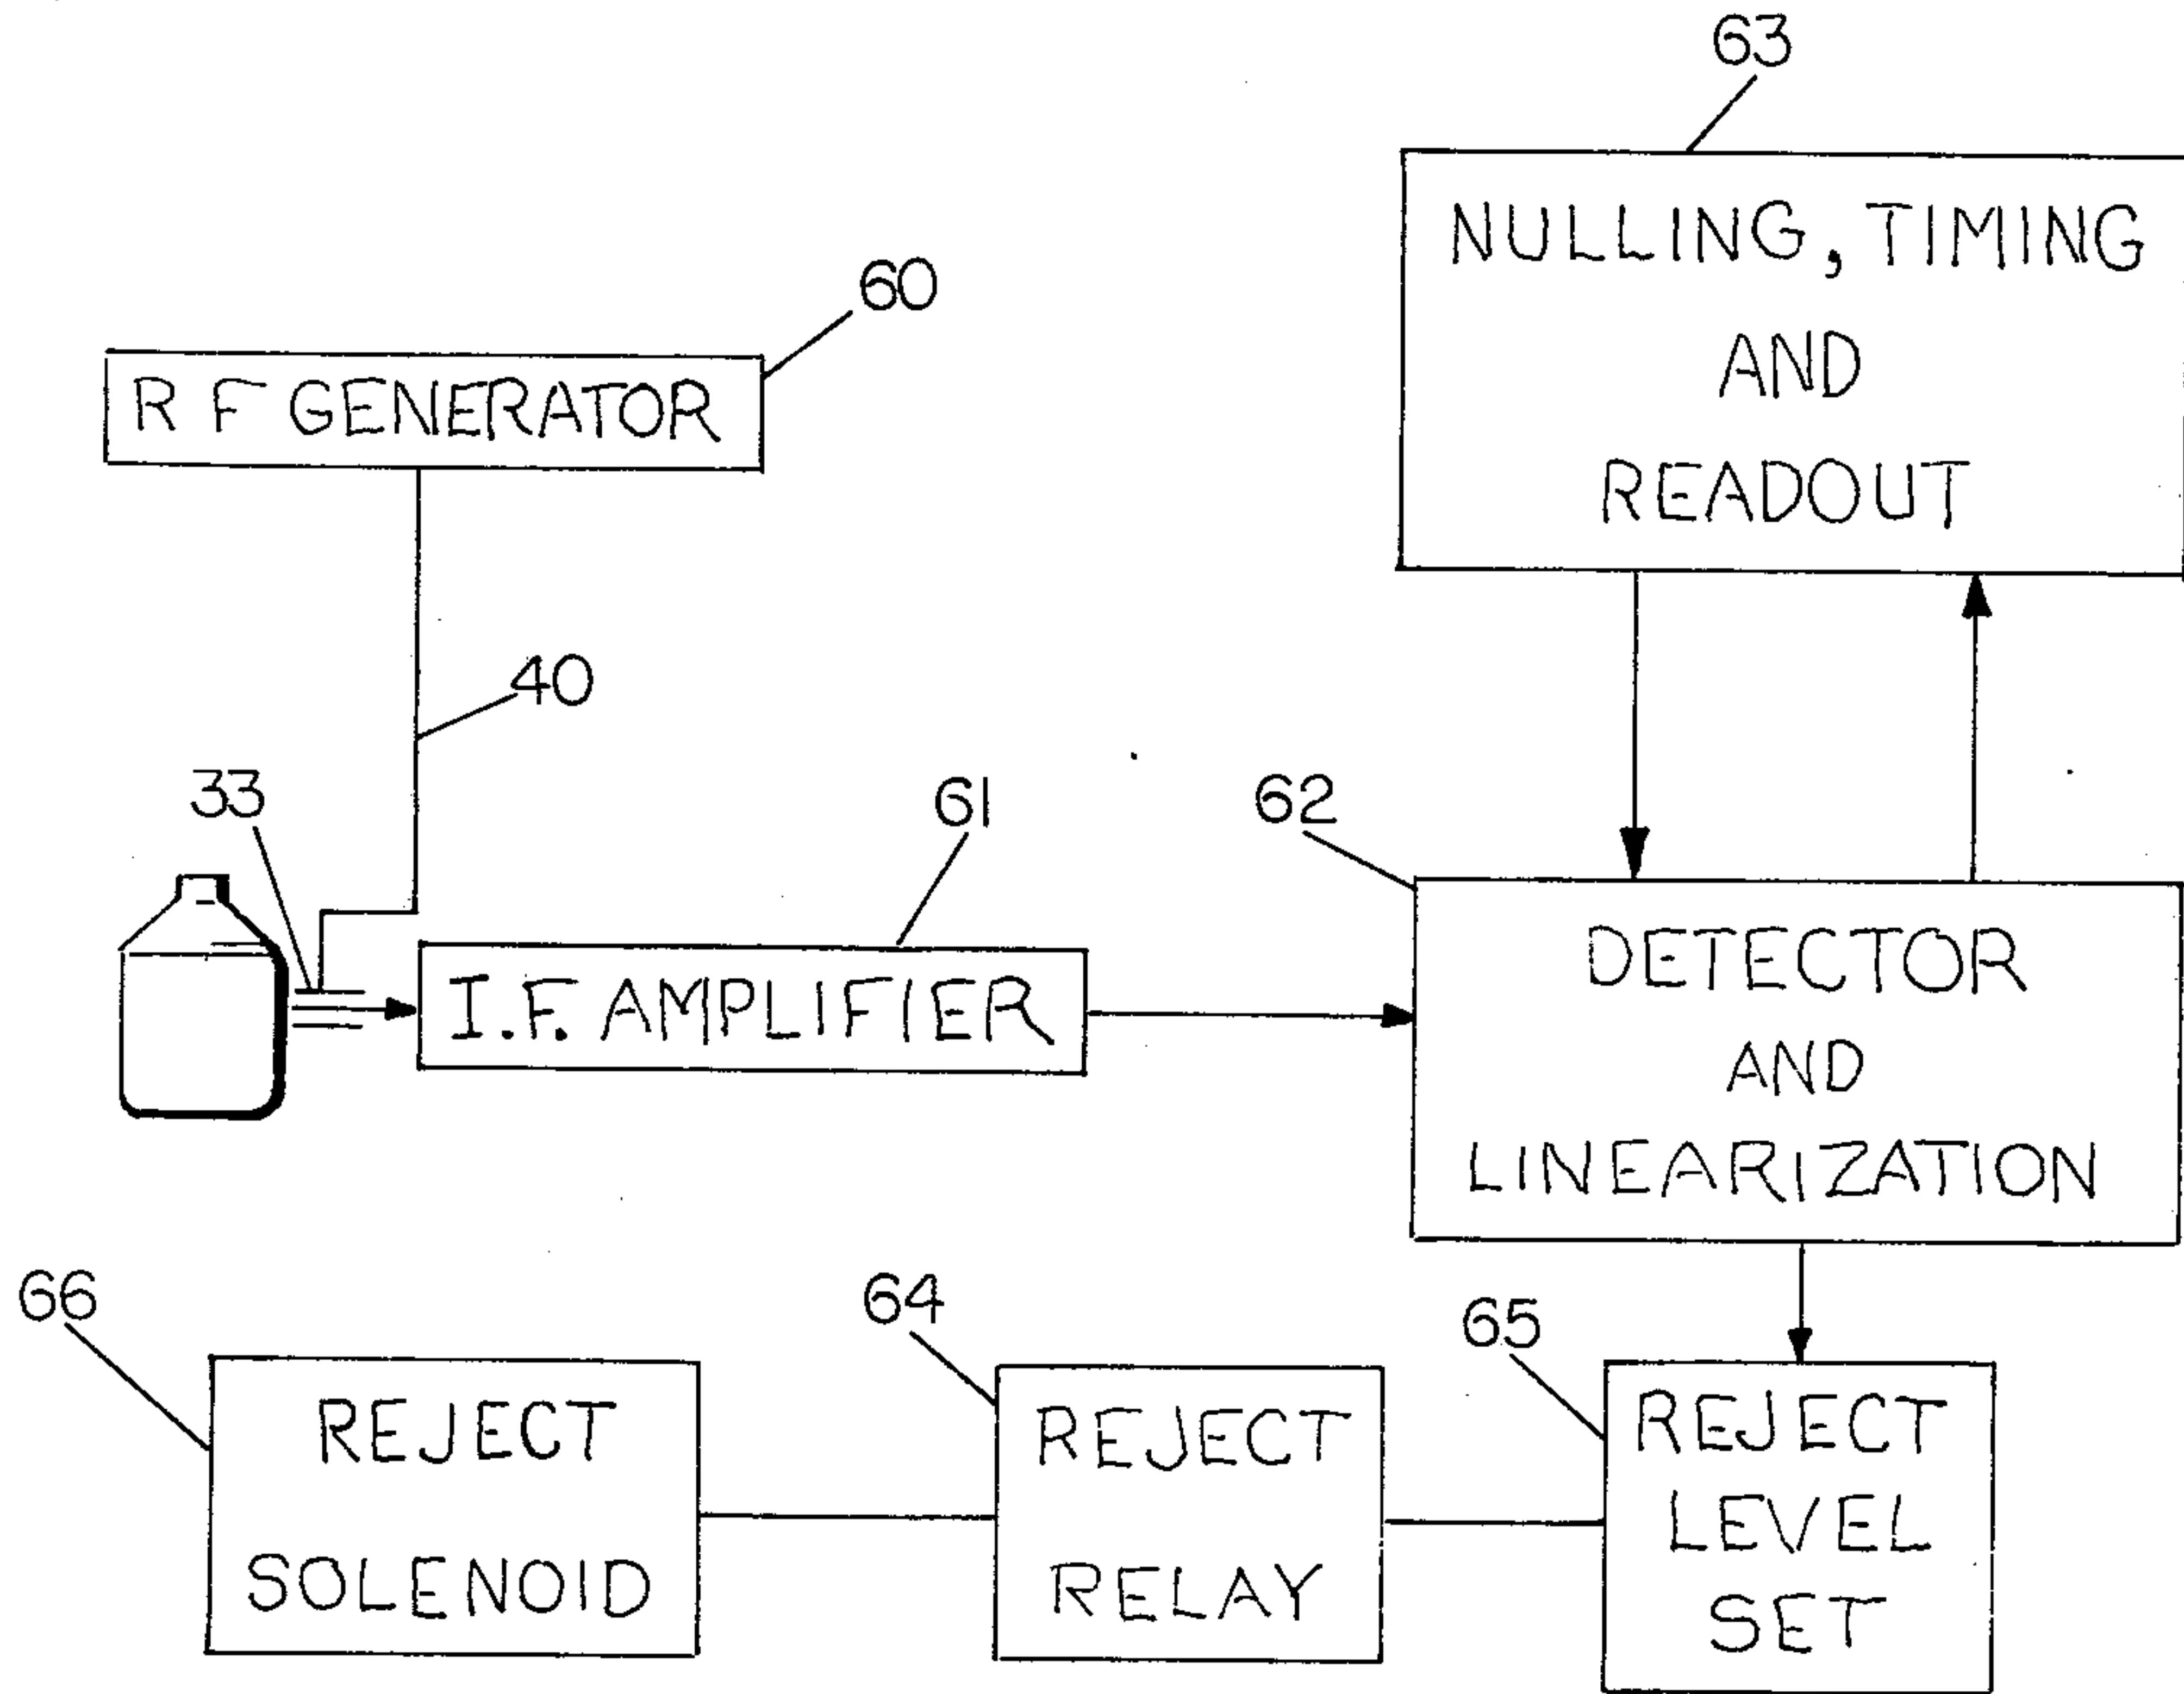 63
NULLING, TIMING
AND
READOUT
60
R F GENERATOR
40
33
61
62
I.F. AMPLIFIER
DETECTOR
AND
LINEARIZATION
66
64
65
REJECT
SOLENOID
REJECT
RELAY
REJECT
LEVEL
SET